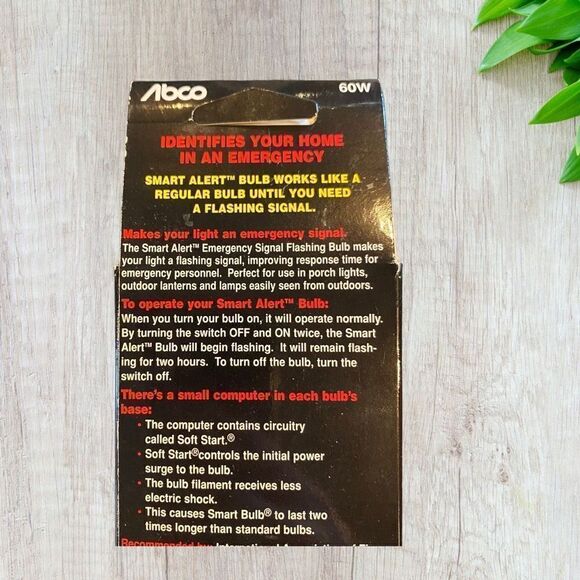 Abco 60W
IDENTIFIES YOUR HOME
IN AN EMERGENCY
SMART ALERT™ BULB WORKS LIKE A
REGULAR BULB UNTIL YOU NEED
A FLASHING SIGNAL.
Makes your light an emergency signal.
The Smart Alert™ Emergency Signal Flashing Bulb makes
your light a flashing signal, improving response time for
emergency personnel. Perfect for use in porch lights,
outdoor lanterns and lamps easily seen from outdoors.
To operate your Smart Alert™ Bulb:
When you turn your bulb on, it will operate normally.
By turning the switch OFF and ON twice, the Smart
Alert™ Bulb will begin flashing. It will remain flash-
ing for two hours. To turn off the bulb, turn the
switch off.
There's a small computer in each bulb's
base:
• The computer contains circuitry
called Soft Start.®
• Soft Start®controls the initial power
surge to the bulb.
• The bulb filament receives less
electric shock.
• This causes Smart Bulb® to last two
times longer than standard bulbs.
Recommended by: International Association of